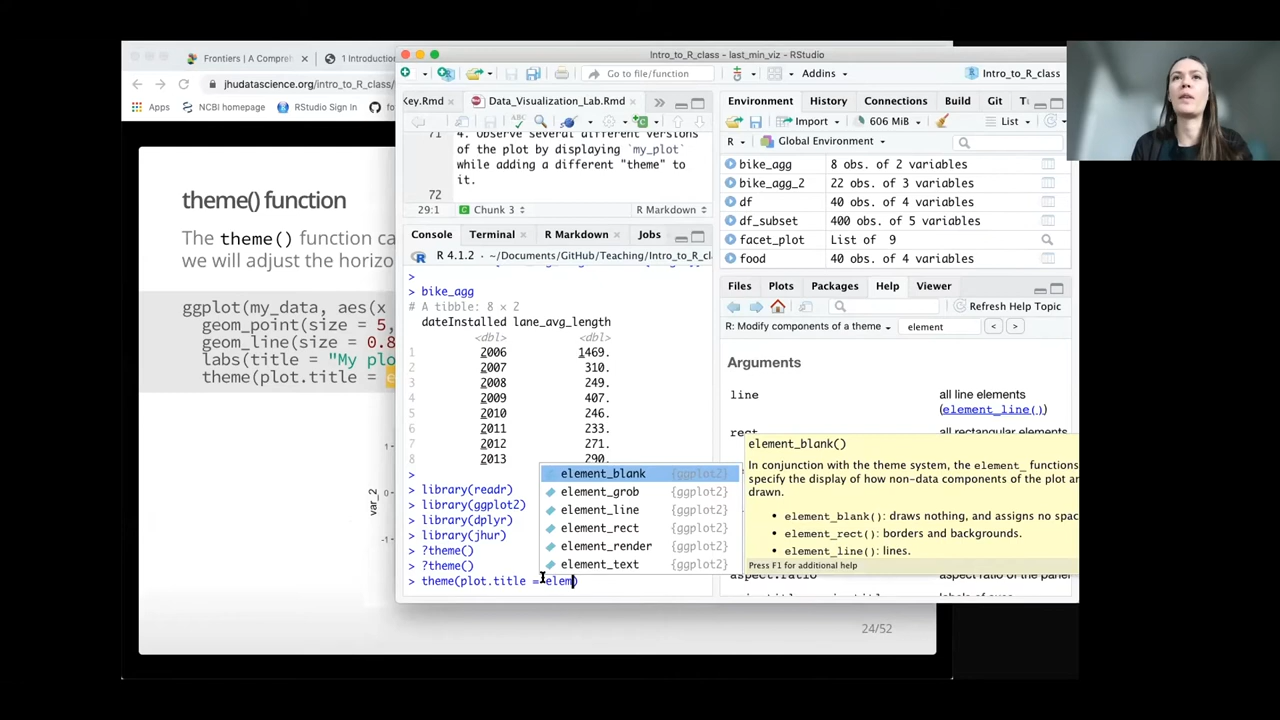 Frontiers | A Comprehen
1 Introduction
jhudatascience.org/intro_to_R_class/
Apps
NCBI homepage
RStudio Sign In
theme() function
The theme() function ca
we will adjust the horizo
ggplot(my_data, aes(x
geom_point(size = 5,
geom_line(size = 0.8
labs(title = "My plo
theme(plot.title = e
var_2
1
0
-1
24/52
Intro_to_R_class - last_min_viz - RStudio
Go to file/function
Addins
Intro_to_R_class
Key.Rmd
Data_Visualization_Lab.Rmd
71
4. Observe several different versions
of the plot by displaying `my_plot`
while adding a different "theme" to
it.
72
29:1
Chunk 3
R Markdown
Console
Terminal
R Markdown
Jobs
R 4.1.2 · ~/Documents/GitHub/Teaching/Intro_to_R_cl
>
> bike_agg
# A tibble: 8 × 2
dateInstalled lane_avg_length
<dbl> <dbl>
1 2006 1469.
2 2007 310.
3 2008 249.
4 2009 407.
5 2010 246.
6 2011 233.
7 2012 271.
8 2013 290.
>
> library(readr)
> library(ggplot2)
> library(dplyr)
> library(jhur)
> ?theme()
> ?theme()
> theme(plot.title = elem)
element_blank {ggplot2}
element_grob {ggplot2}
element_line {ggplot2}
element_rect {ggplot2}
element_render {ggplot2}
element_text {ggplot2}
element_blank()
In conjunction with the theme system, the element_ functions
specify the display of how non-data components of the plot ar
drawn.
• element_blank(): draws nothing, and assigns no spac
• element_rect(): borders and backgrounds.
• element_line(): lines.
Press F1 for additional help
Environment
History
Connections
Build
Git
Import
606 MiB
List
R
Global Environment
bike_agg 8 obs. of 2 variables
bike_agg_2 22 obs. of 3 variables
df 40 obs. of 4 variables
df_subset 400 obs. of 5 variables
facet_plot List of 9
food 40 obs. of 4 variables
Files
Plots
Packages
Help
Viewer
Refresh Help Topic
R: Modify components of a theme
element
Arguments
line
all line elements
(element_line())
rect
all rectangular elements
aspect.ratio
aspect ratio of the panel